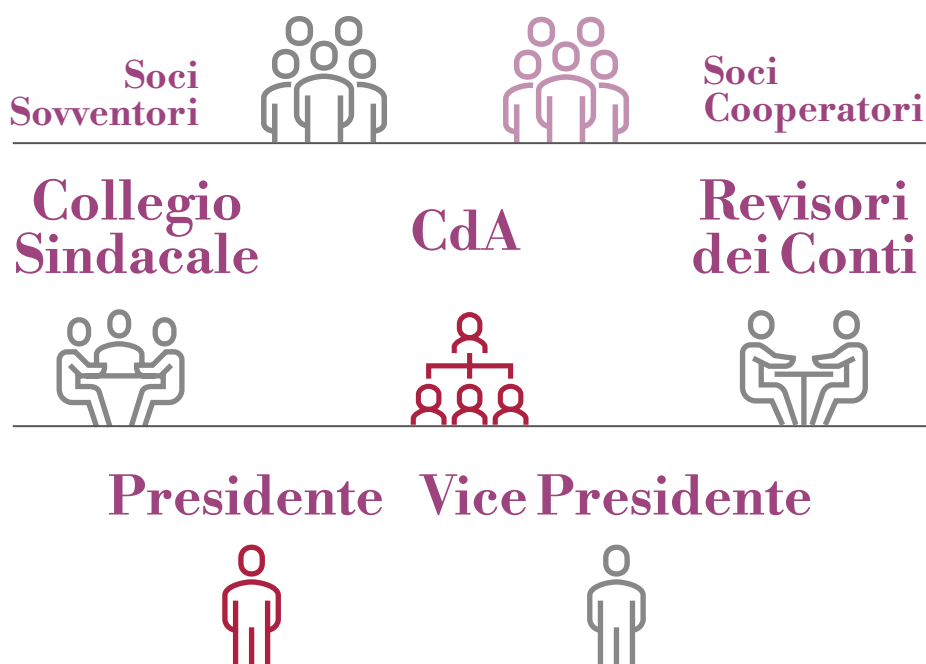 Soci
Sovventori
Soci
Cooperatori
Collegio
Sindacale
CdA
Revisori
dei Conti
Presidente
Vice Presidente